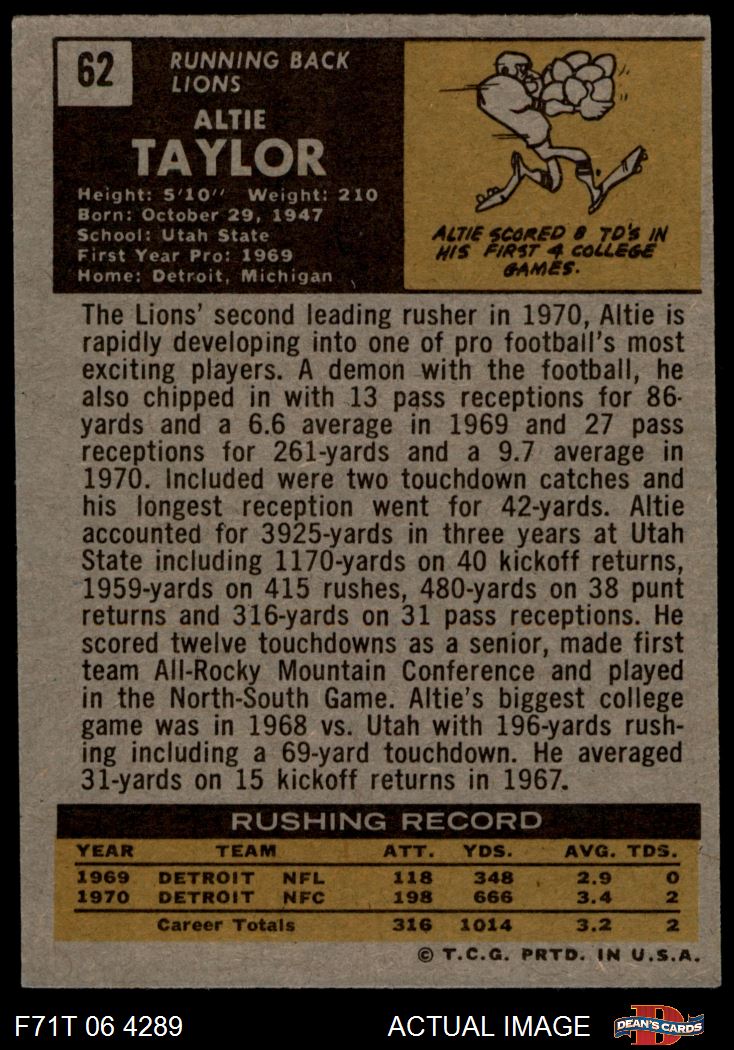 62
RUNNING BACK
LIONS
ALTIE
TAYLOR
Height: 5'10" Weight: 210
Born: October 29, 1947
School: Utah State
First Year Pro: 1969
Home: Detroit, Michigan
ALTIE SCORED 8 TD'S IN
HIS FIRST 4 COLLEGE
GAMES.
The Lions' second leading rusher in 1970, Altie is
rapidly developing into one of pro football's most
exciting players. A demon with the football, he
also chipped in with 13 pass receptions for 86-
yards and a 6.6 average in 1969 and 27 pass
receptions for 261-yards and a 9.7 average in
1970. Included were two touchdown catches and
his longest reception went for 42-yards. Altie
accounted for 3925-yards in three years at Utah
State including 1170-yards on 40 kickoff returns,
1959-yards on 415 rushes, 480-yards on 38 punt
returns and 316-yards on 31 pass receptions. He
scored twelve touchdowns as a senior, made first
team All-Rocky Mountain Conference and played
in the North-South Game. Altie's biggest college
game was in 1968 vs. Utah with 196-yards rush-
ing including a 69-yard touchdown. He averaged
31-yards on 15 kickoff returns in 1967.
RUSHING RECORD
YEAR TEAM ATT. YDS. AVG. TDS.
1969 DETROIT NFL 118 348 2.9 0
1970 DETROIT NFC 198 666 3.4 2
Career Totals 316 1014 3.2 2
© T.C.G. PRTD. IN U.S.A.
F71T 06 4289 ACTUAL IMAGE D DEAN'S CARDS